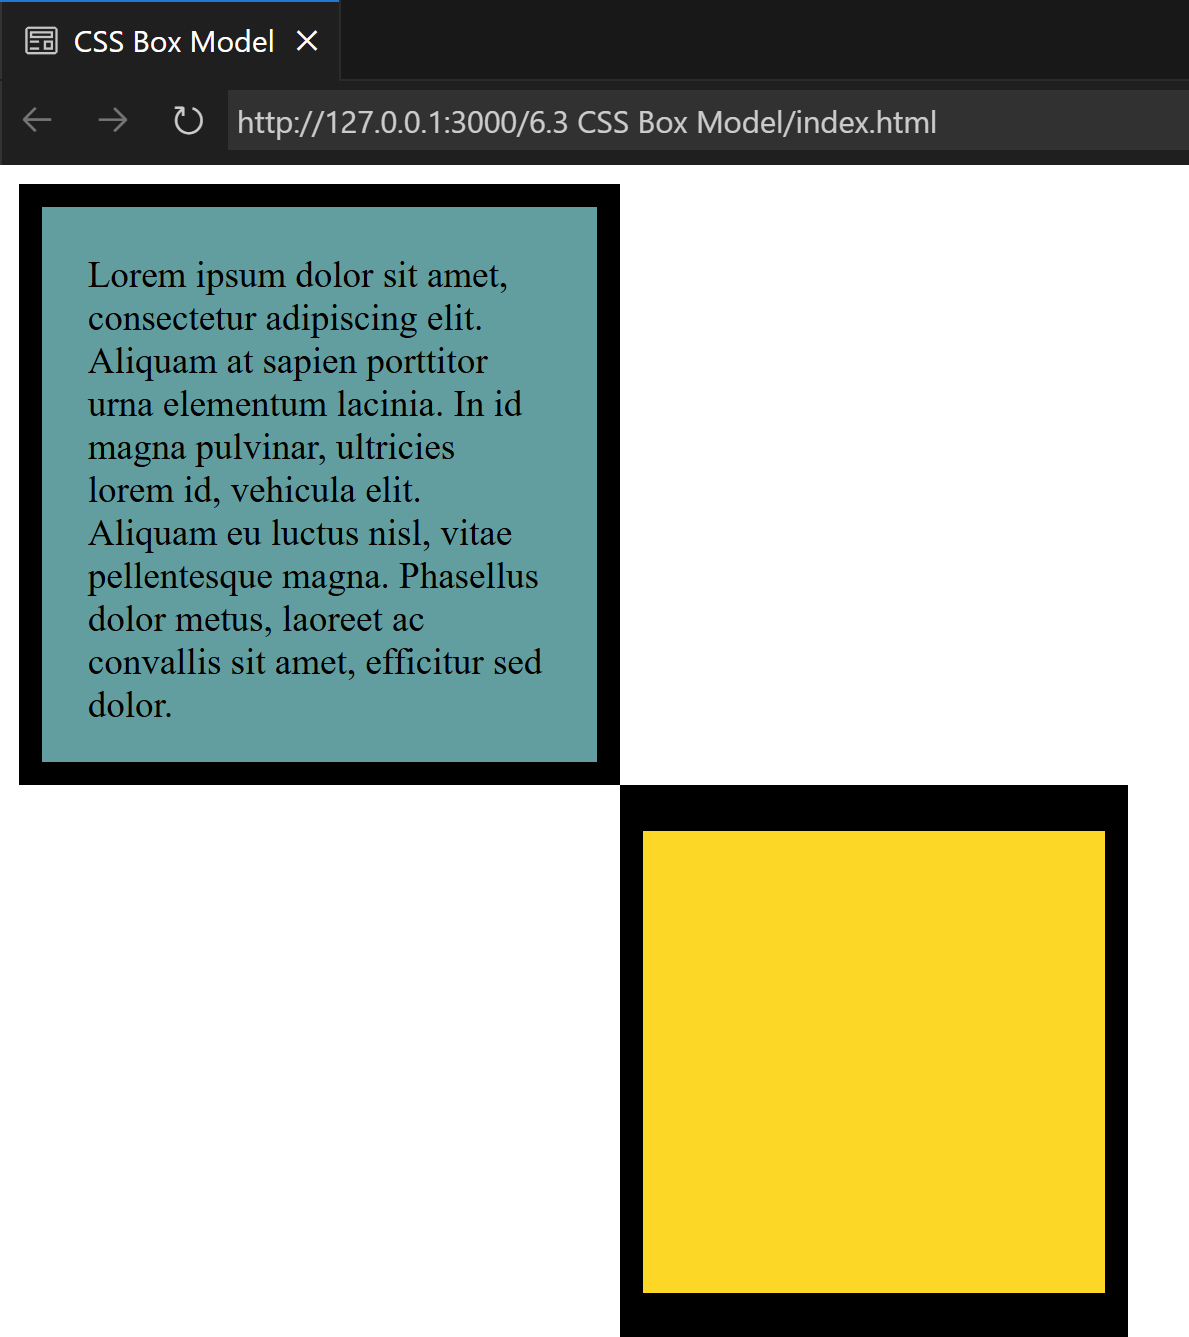 CSS Box Model
http://127.0.0.1:3000/6.3 CSS Box Model/index.html
Lorem ipsum dolor sit amet,
consectetur adipiscing elit.
Aliquam at sapien porttitor
urna elementum lacinia. In id
magna pulvinar, ultricies
lorem id, vehicula elit.
Aliquam eu luctus nisl, vitae
pellentesque magna. Phasellus
dolor metus, laoreet ac
convallis sit amet, efficitur sed
dolor.